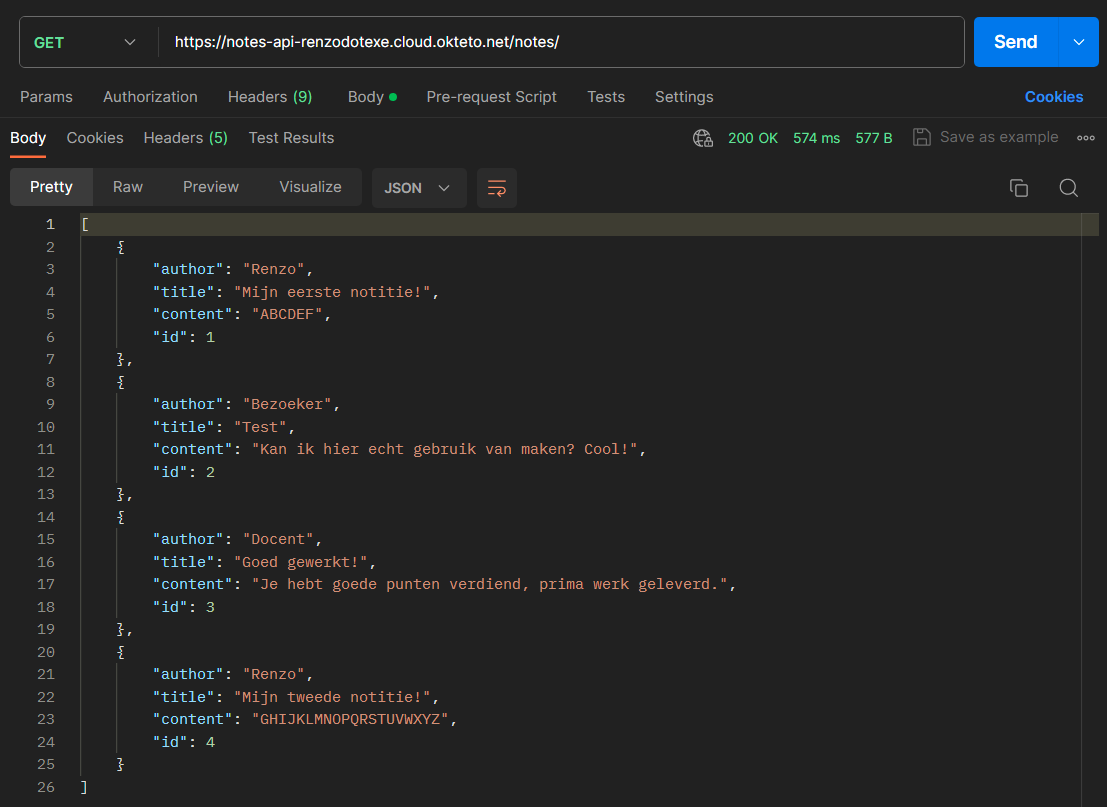 GET https://notes-api-renzodotexe.cloud.okteto.net/notes/ Send
Params Authorization Headers (9) Body Pre-request Script Tests Settings Cookies
Body Cookies Headers (5) Test Results 200 OK 574 ms 577 B Save as example
Pretty Raw Preview Visualize JSON
1 [
2 {
3 "author": "Renzo",
4 "title": "Mijn eerste notitie!",
5 "content": "ABCDEF",
6 "id": 1
7 },
8 {
9 "author": "Bezoeker",
10 "title": "Test",
11 "content": "Kan ik hier echt gebruik van maken? Cool!",
12 "id": 2
13 },
14 {
15 "author": "Docent",
16 "title": "Goed gewerkt!",
17 "content": "Je hebt goede punten verdiend, prima werk geleverd.",
18 "id": 3
19 },
20 {
21 "author": "Renzo",
22 "title": "Mijn tweede notitie!",
23 "content": "GHIJKLMNOPQRSTUVWXYZ",
24 "id": 4
25 }
26 ]